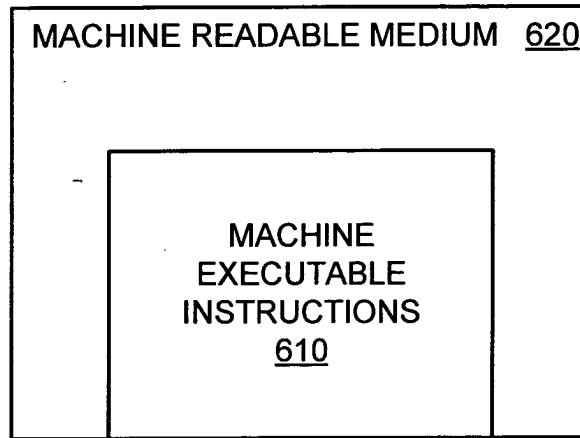 MACHINE READABLE MEDIUM 620
MACHINE
EXECUTABLE
INSTRUCTIONS
610